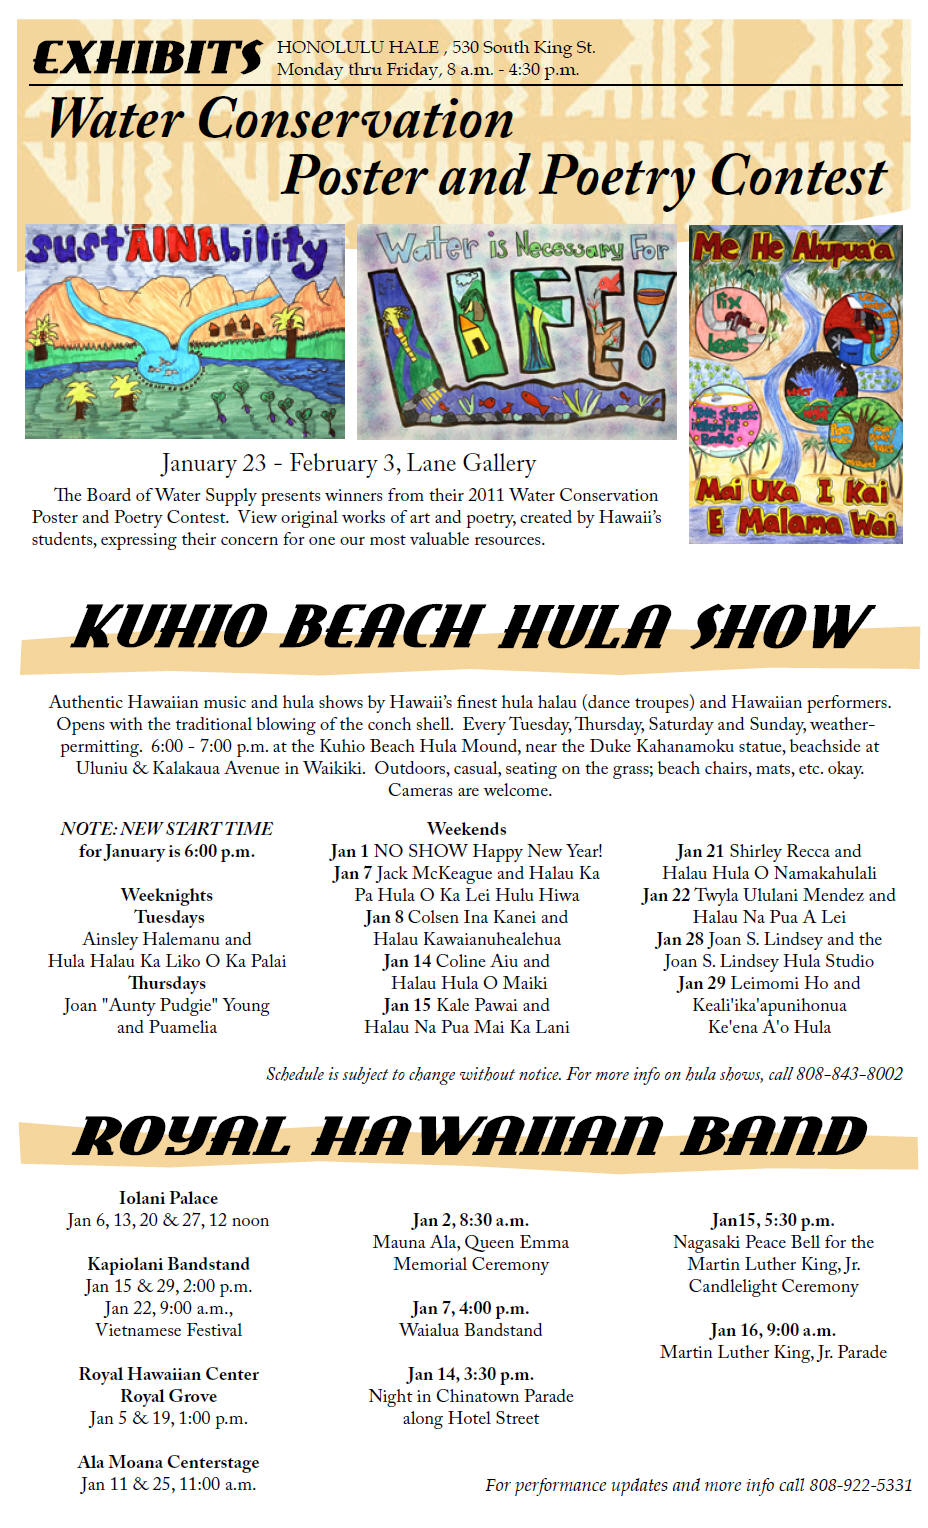 EXHIBITS
HONOLULU HALE , 530 South King St.
Monday thru Friday, 8 a.m. - 4:30 p.m.
Water Conservation
Poster and Poetry Contest
sust'ĀINAbility
Water is Necessary For
LIFE!
Me He Ahupua'a
Fix
leaks
Take Showers
instead of
Baths
Mai UKa I Kai
E Malama Wai
January 23 - February 3, Lane Gallery
The Board of Water Supply presents winners from their 2011 Water Conservation
Poster and Poetry Contest. View original works of art and poetry, created by Hawaii's
students, expressing their concern for one our most valuable resources.
KUHIO BEACH HULA SHOW
Authentic Hawaiian music and hula shows by Hawaii's finest hula halau (dance troupes) and Hawaiian performers.
Opens with the traditional blowing of the conch shell. Every Tuesday, Thursday, Saturday and Sunday, weather-
permitting. 6:00 - 7:00 p.m. at the Kuhio Beach Hula Mound, near the Duke Kahanamoku statue, beachside at
Uluniu & Kalakaua Avenue in Waikiki. Outdoors, casual, seating on the grass; beach chairs, mats, etc. okay.
Cameras are welcome.
NOTE: NEW START TIME
for January is 6:00 p.m.
Weeknights
Tuesdays
Ainsley Halemanu and
Hula Halau Ka Liko O Ka Palai
Thursdays
Joan "Aunty Pudgie" Young
and Puamelia
Weekends
Jan 1 NO SHOW Happy New Year!
Jan 7 Jack McKeague and Halau Ka
Pa Hula O Ka Lei Hulu Hiwa
Jan 8 Colsen Ina Kanei and
Halau Kawaianuhealehua
Jan 14 Coline Aiu and
Halau Hula O Maiki
Jan 15 Kale Pawai and
Halau Na Pua Mai Ka Lani
Jan 21 Shirley Recca and
Halau Hula O Namakahulali
Jan 22 Twyla Ululani Mendez and
Halau Na Pua A Lei
Jan 28 Joan S. Lindsey and the
Joan S. Lindsey Hula Studio
Jan 29 Leimomi Ho and
Keali'ika'apunihonua
Ke'ena A'o Hula
Schedule is subject to change without notice. For more info on hula shows, call 808-843-8002
ROYAL HAWAIIAN BAND
Iolani Palace
Jan 6, 13, 20 & 27, 12 noon
Kapiolani Bandstand
Jan 15 & 29, 2:00 p.m.
Jan 22, 9:00 a.m.,
Vietnamese Festival
Royal Hawaiian Center
Royal Grove
Jan 5 & 19, 1:00 p.m.
Ala Moana Centerstage
Jan 11 & 25, 11:00 a.m.
Jan 2, 8:30 a.m.
Mauna Ala, Queen Emma
Memorial Ceremony
Jan 7, 4:00 p.m.
Waialua Bandstand
Jan 14, 3:30 p.m.
Night in Chinatown Parade
along Hotel Street
Jan15, 5:30 p.m.
Nagasaki Peace Bell for the
Martin Luther King, Jr.
Candlelight Ceremony
Jan 16, 9:00 a.m.
Martin Luther King, Jr. Parade
For performance updates and more info call 808-922-5331